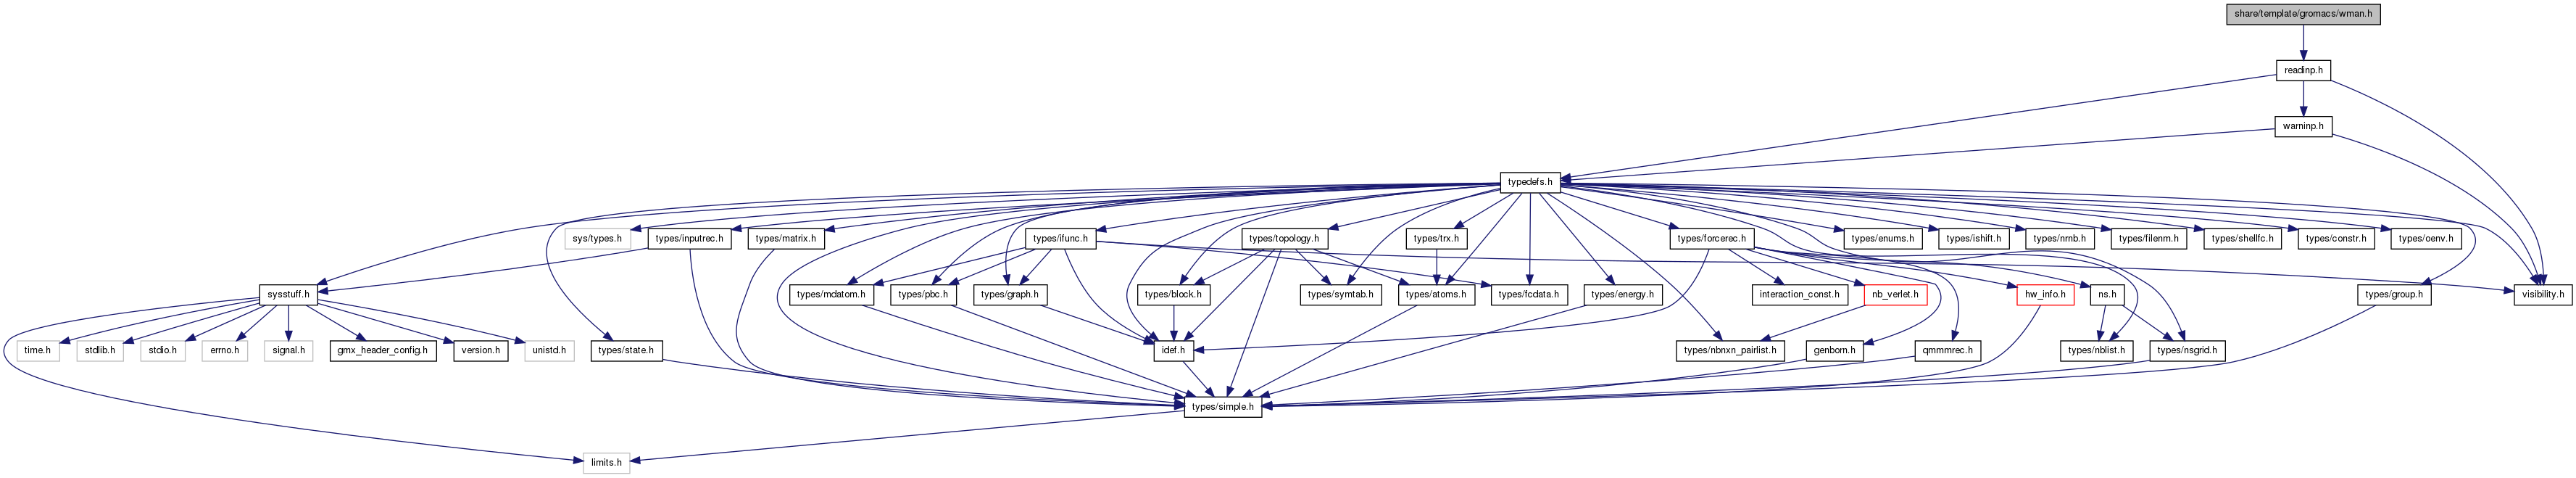 share/template/gromacs/wman.h
readinp.h
warninp.h
typedefs.h
sys/types.h
types/inputrec.h
types/matrix.h
types/ifunc.h
types/topology.h
types/trx.h
types/forcerec.h
types/enums.h
types/ishift.h
types/nrnb.h
types/filenm.h
types/shellfc.h
types/constr.h
types/oenv.h
sysstuff.h
types/mdatom.h
types/pbc.h
types/graph.h
types/block.h
types/symtab.h
types/atoms.h
types/fcdata.h
types/energy.h
interaction_const.h
nb_verlet.h
hw_info.h
ns.h
types/group.h
visibility.h
time.h
stdlib.h
stdio.h
errno.h
signal.h
gmx_header_config.h
version.h
unistd.h
types/state.h
idef.h
types/nbnxn_pairlist.h
genborn.h
qmmmrec.h
types/nblist.h
types/nsgrid.h
types/simple.h
limits.h